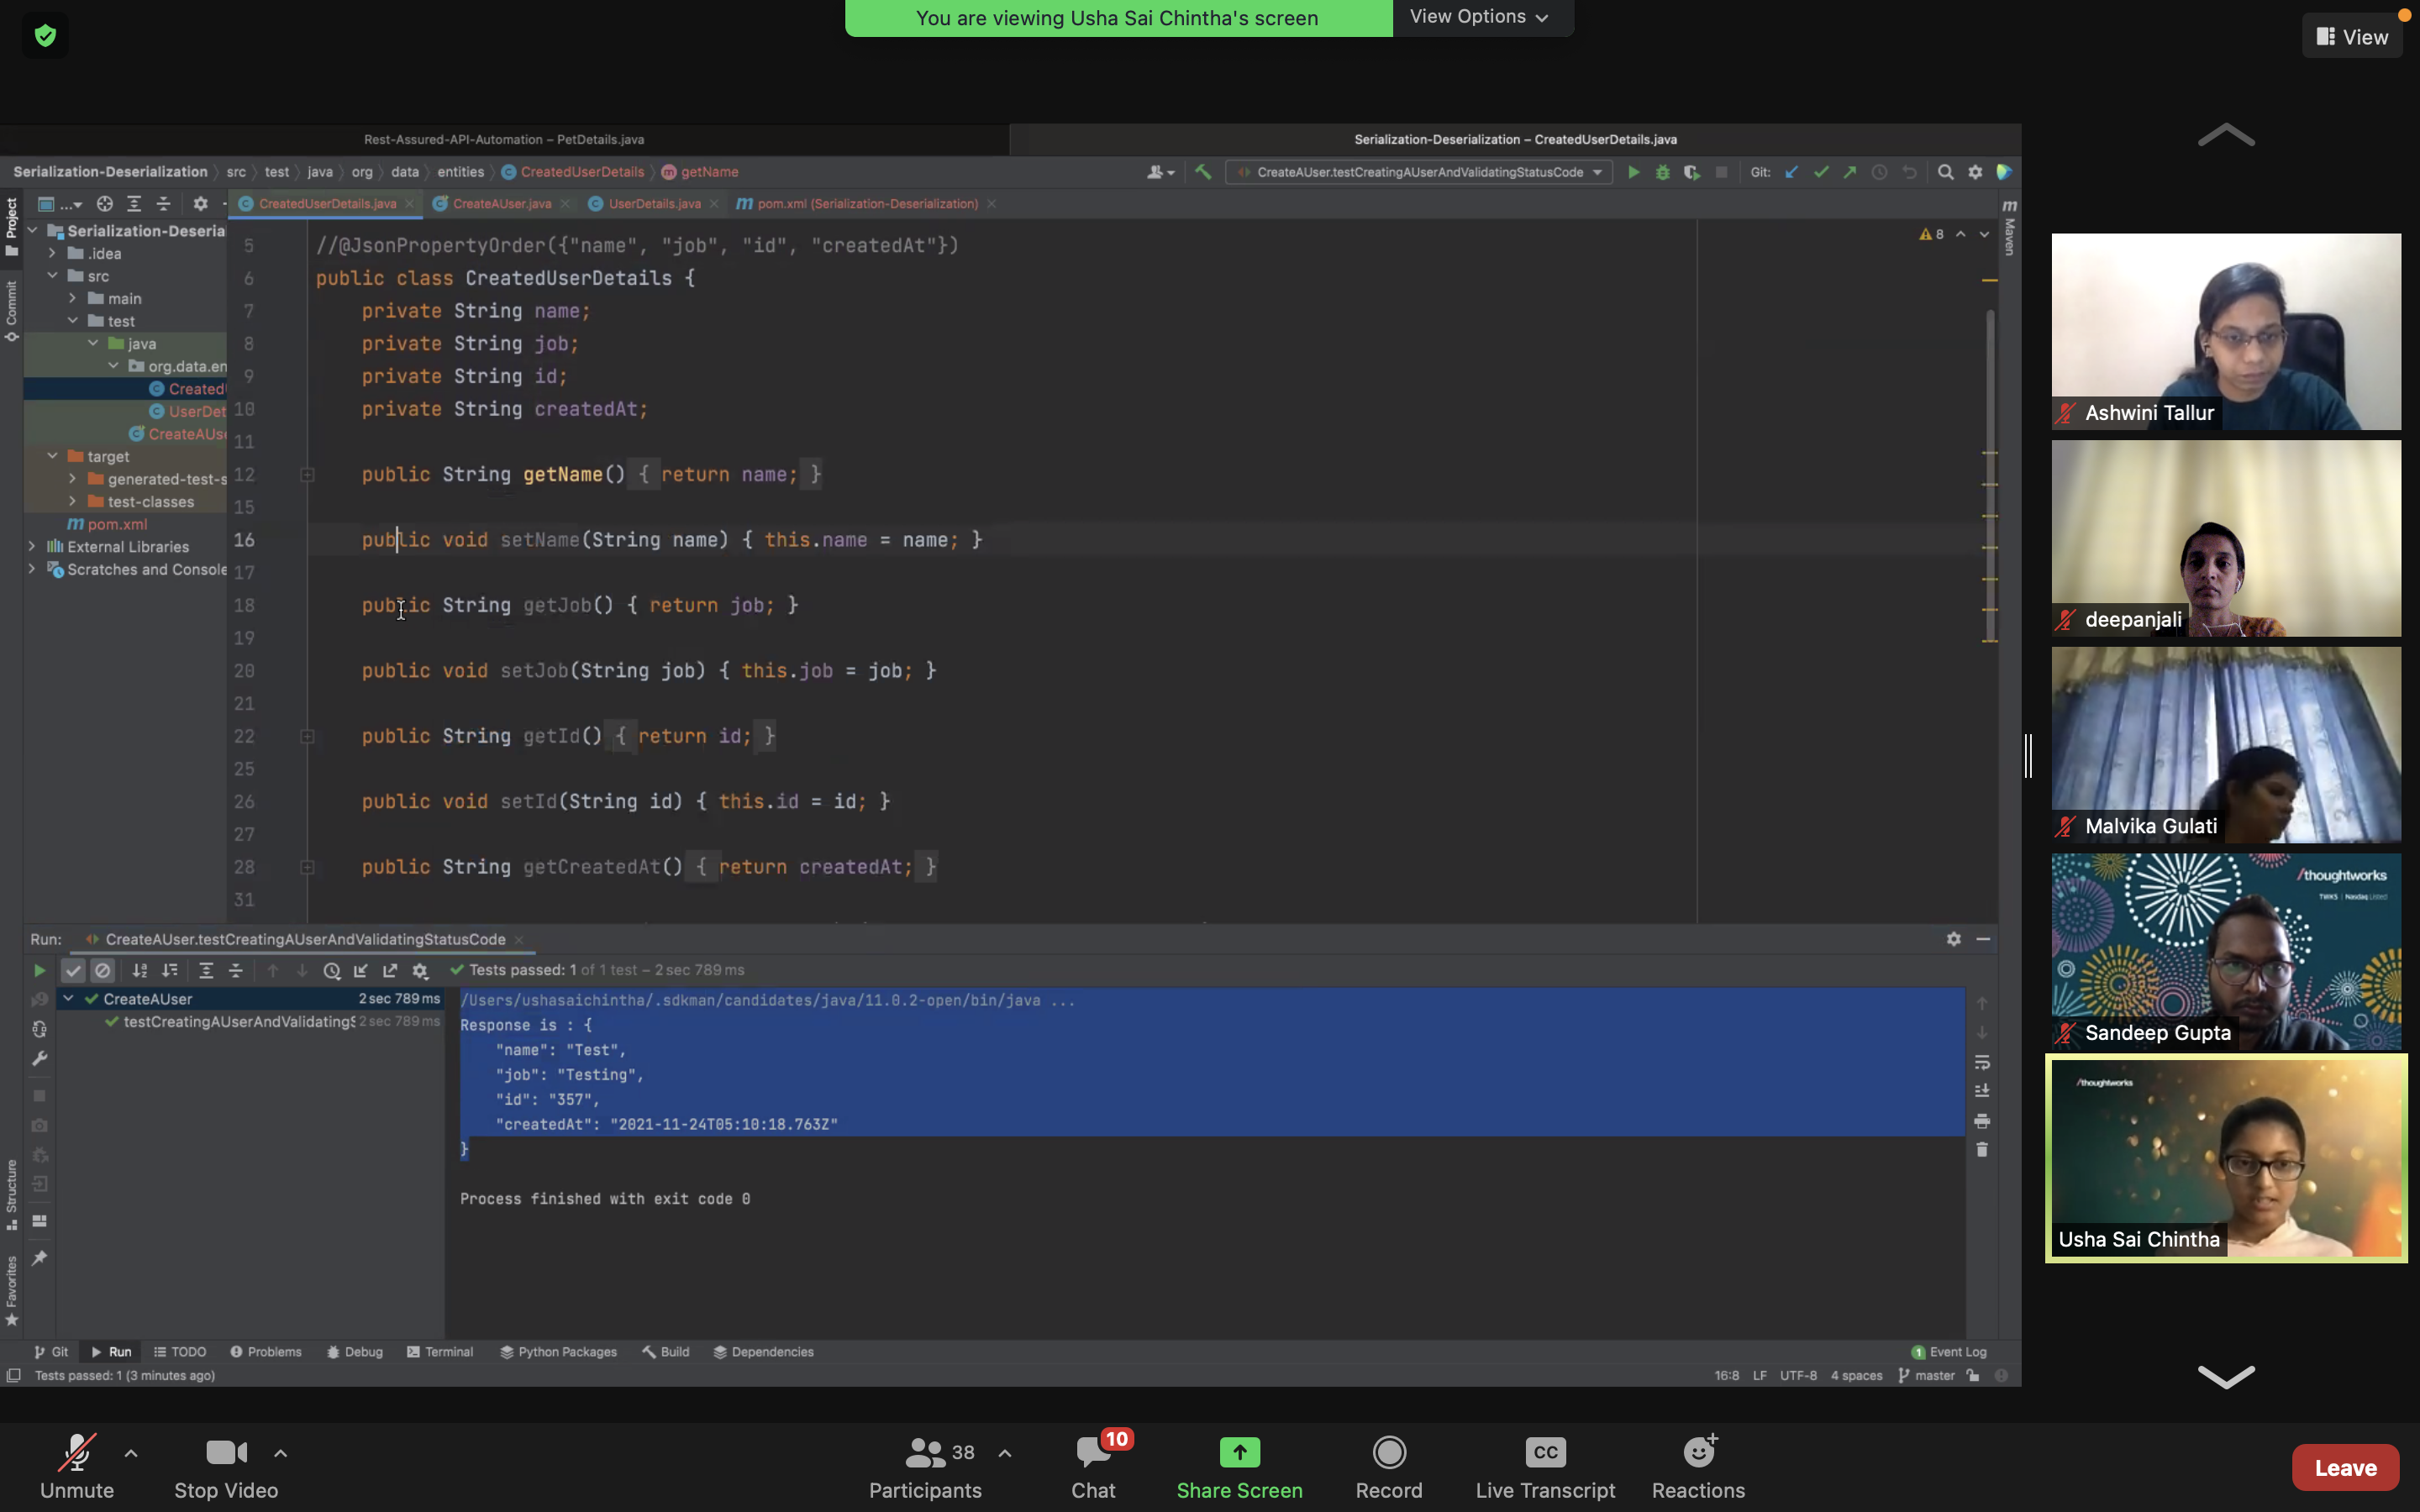 You are viewing Usha Sai Chintha's screen
View Options
View
Rest-Assured-API-Automation – PetDetails.java
Serialization-Deserialization – CreatedUserDetails.java
Serialization-Deserialization
src
test
java
org
data
entities
CreatedUserDetails
getName
CreateAUser.testCreatingAUserAndValidatingStatusCode
Git:
Project
Commit
Structure
Favorites
Maven
...
CreatedUserDetails.java
CreateAUser.java
UserDetails.java
pom.xml (Serialization-Deserialization)
Serialization-Deseria
.idea
src
main
test
java
org.data.en
Created
UserDet
CreateAUse
target
generated-test-s
test-classes
pom.xml
External Libraries
Scratches and Console
8
5 //@JsonPropertyOrder({"name", "job", "id", "createdAt"})
6 public class CreatedUserDetails {
7 private String name;
8 private String job;
9 private String id;
10 private String createdAt;
11
12 public String getName() { return name; }
15
16 public void setName(String name) { this.name = name; }
17
18 public String getJob() { return job; }
19
20 public void setJob(String job) { this.job = job; }
21
22 public String getId() { return id; }
25
26 public void setId(String id) { this.id = id; }
27
28 public String getCreatedAt() { return createdAt; }
31
Run:
CreateAUser.testCreatingAUserAndValidatingStatusCode
Tests passed: 1 of 1 test – 2 sec 789 ms
CreateAUser
2 sec 789 ms
testCreatingAUserAndValidatingS
2 sec 789 ms
/Users/ushasaichintha/.sdkman/candidates/java/11.0.2-open/bin/java ...
Response is : {
"name": "Test",
"job": "Testing",
"id": "357",
"createdAt": "2021-11-24T05:10:18.763Z"
}
Process finished with exit code 0
Git
Run
TODO
Problems
Debug
Terminal
Python Packages
Build
Dependencies
1 Event Log
Tests passed: 1 (3 minutes ago)
16:8
LF
UTF-8
4 spaces
master
Ashwini Tallur
deepanjali
Malvika Gulati
/thoughtworks
TWKS | Nasdaq Listed
Sandeep Gupta
/thoughtworks
Usha Sai Chintha
Unmute
Stop Video
38
Participants
10
Chat
Share Screen
Record
CC
Live Transcript
Reactions
Leave